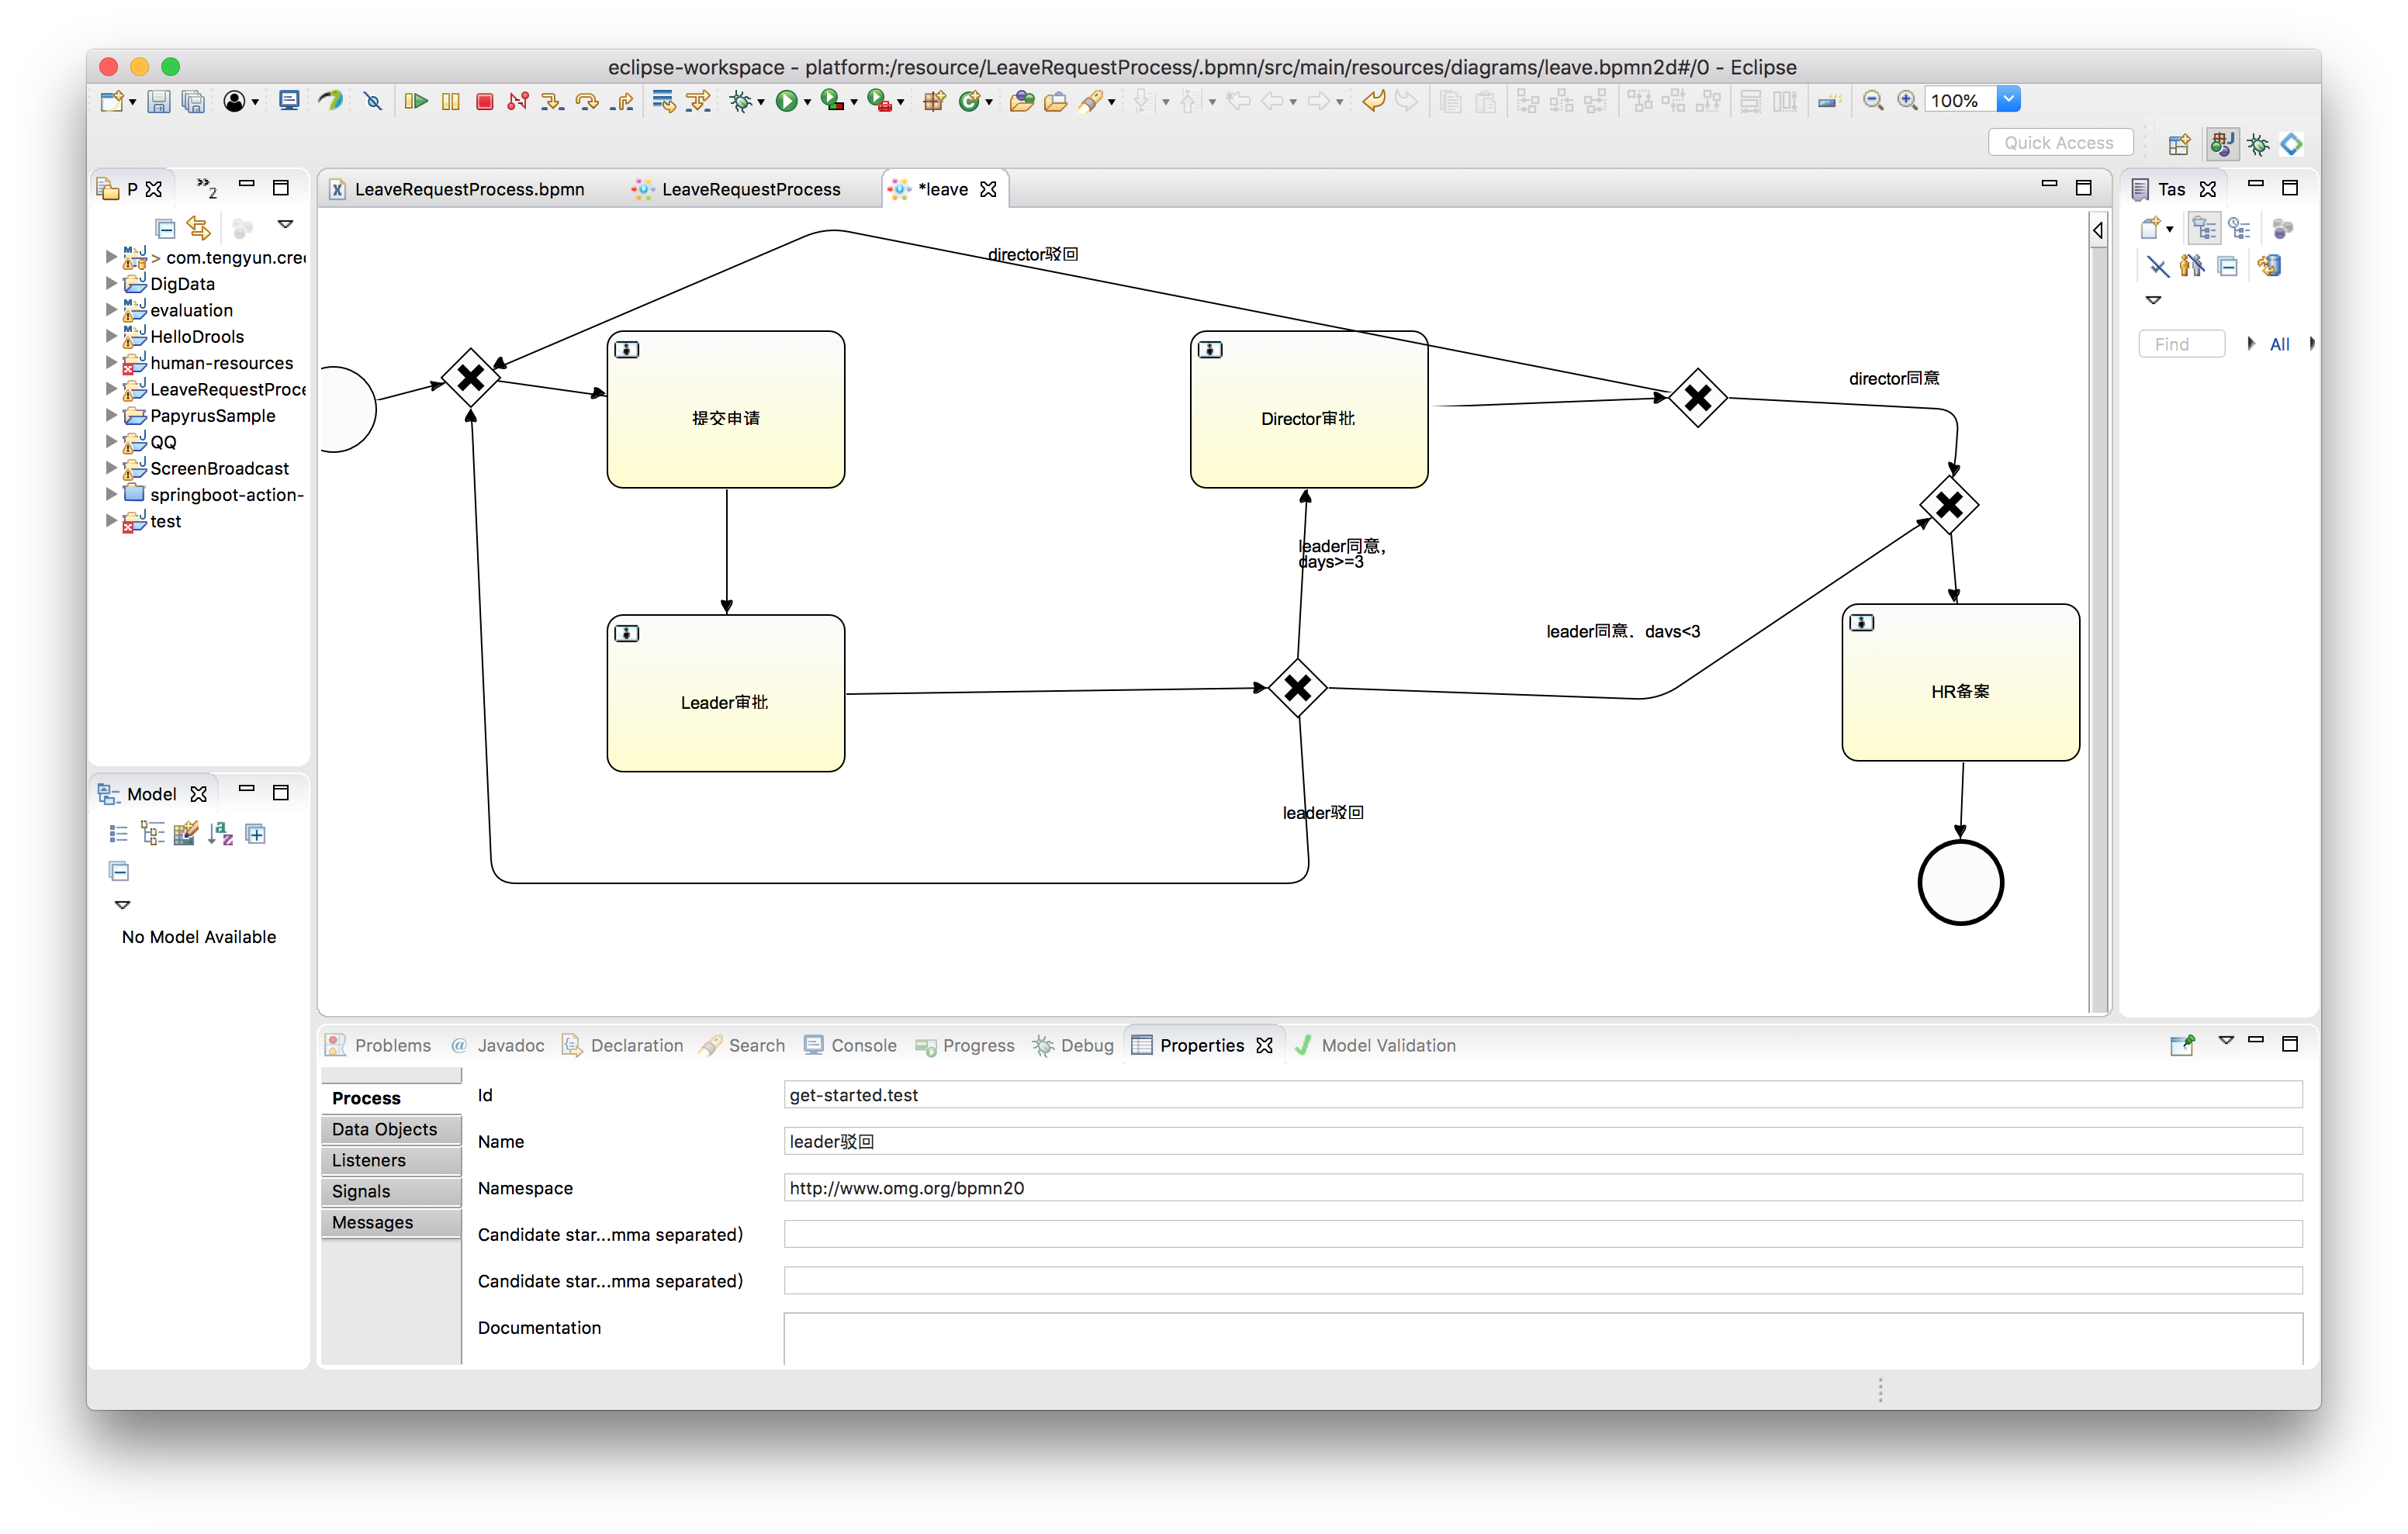 eclipse-workspace - platform:/resource/LeaveRequestProcess/.bpmn/src/main/resources/diagrams/leave.bpmn2d#/0 - Eclipse
100%
Quick Access
P
»2
LeaveRequestProcess.bpmn
LeaveRequestProcess
*leave
Tas
> com.tengyun.cre
DigData
evaluation
HelloDrools
human-resources
LeaveRequestProce
PapyrusSample
QQ
ScreenBroadcast
springboot-action-
test
Find
All
director驳回
提交申请
Director审批
director同意
leader同意，
days>=3
leader同意，days<3
Leader审批
HR备案
leader驳回
Model
No Model Available
Problems
@ Javadoc
Declaration
Search
Console
Progress
Debug
Properties
Model Validation
Process
Data Objects
Listeners
Signals
Messages
Id
get-started.test
Name
leader驳回
Namespace
http://www.omg.org/bpmn20
Candidate star...mma separated)
Candidate star...mma separated)
Documentation